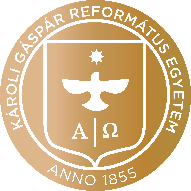 KÁROLI GÁSPÁR REFORMÁTUS EGYETEM
Α Ω
ANNO 1855